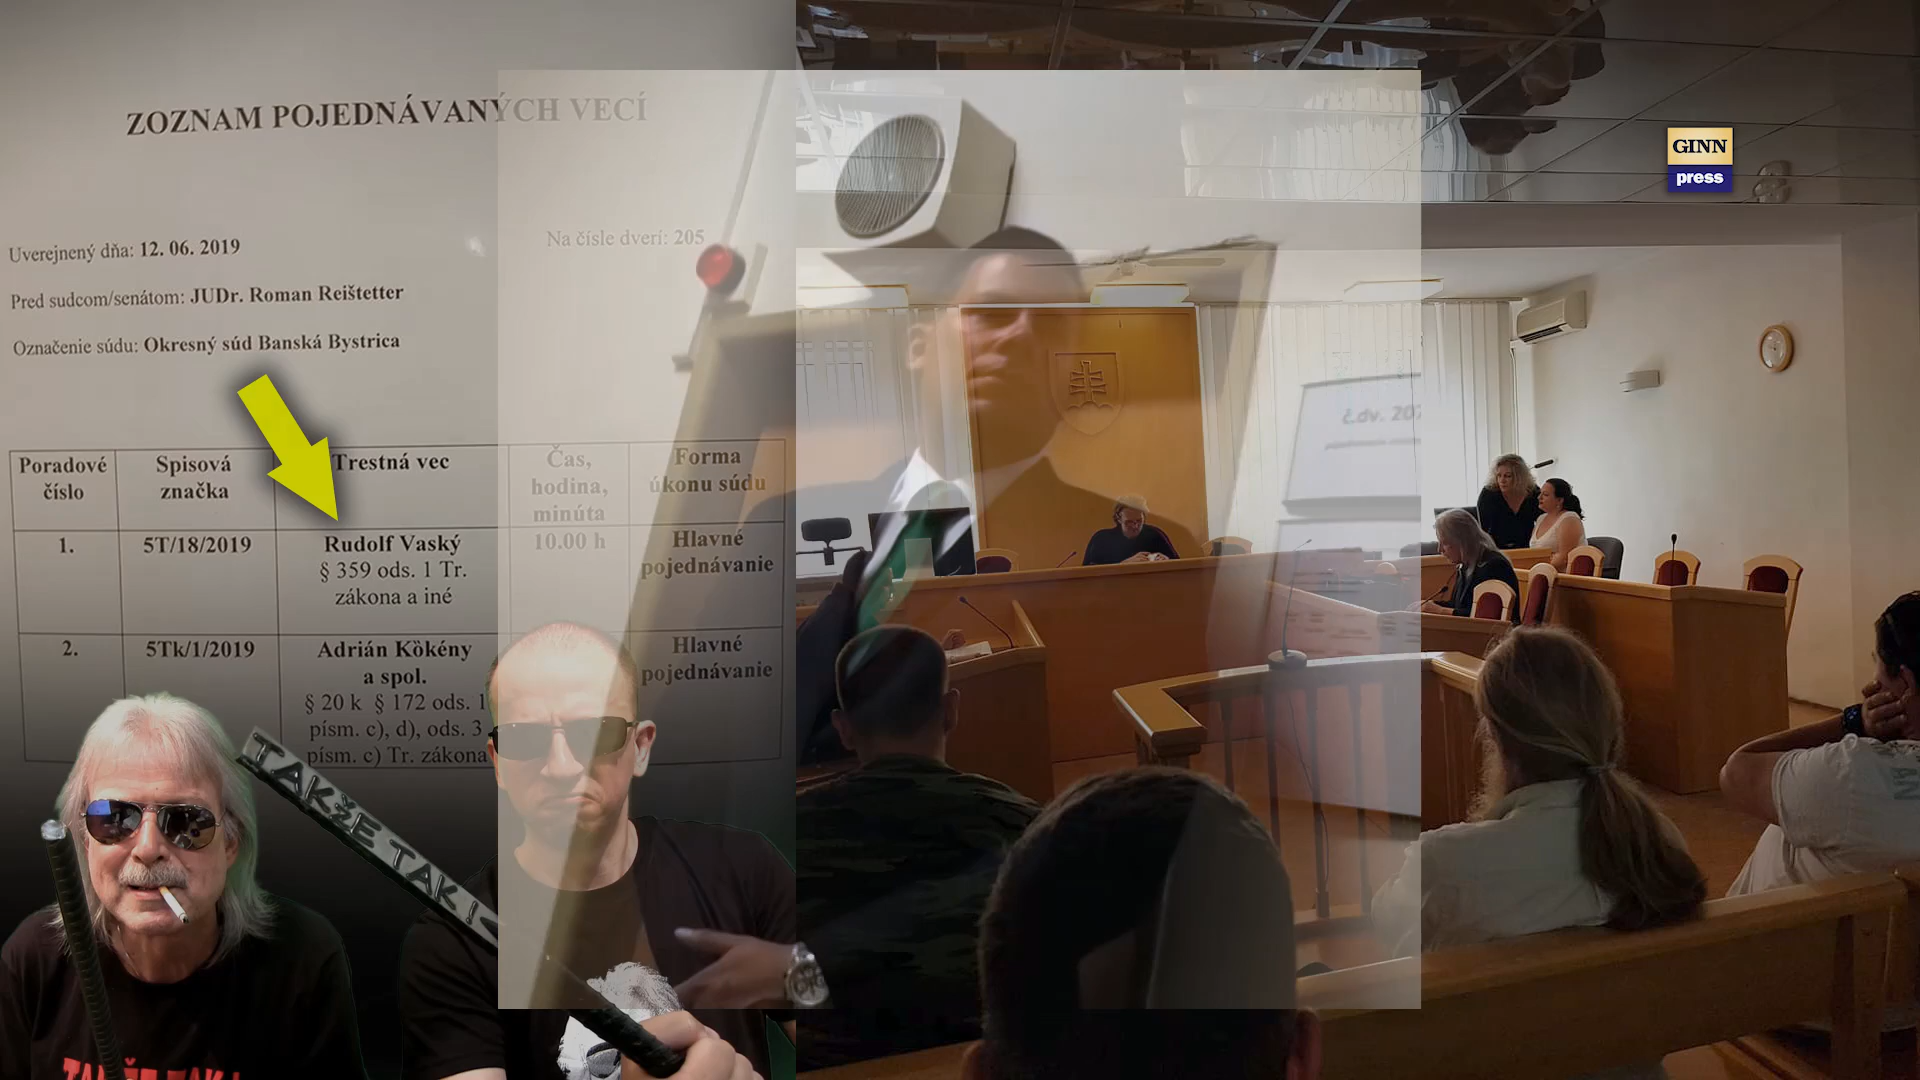 ZOZNAM POJEDNÁVANÝCH VECÍ
GINN
press
Uverejnený dňa: 12. 06. 2019
Na čísle dverí: 205
Pred sudcom/senátom: JUDr. Roman Reištetter
Označenie súdu: Okresný súd Banská Bystrica
č.dv. 207
Poradové číslo
Spisová značka
Trestná vec
Čas, hodina, minúta
Forma úkonu súdu
1.
5T/18/2019
Rudolf Vaský
§ 359 ods. 1 Tr.
zákona a iné
10.00 h
Hlavné
pojednávanie
2.
5Tk/1/2019
Adrián Kökény
a spol.
§ 20 k § 172 ods. 1
písm. c), d), ods. 3
písm. c) Tr. zákona
Hlavné
pojednávanie
TAKŠE TAK!